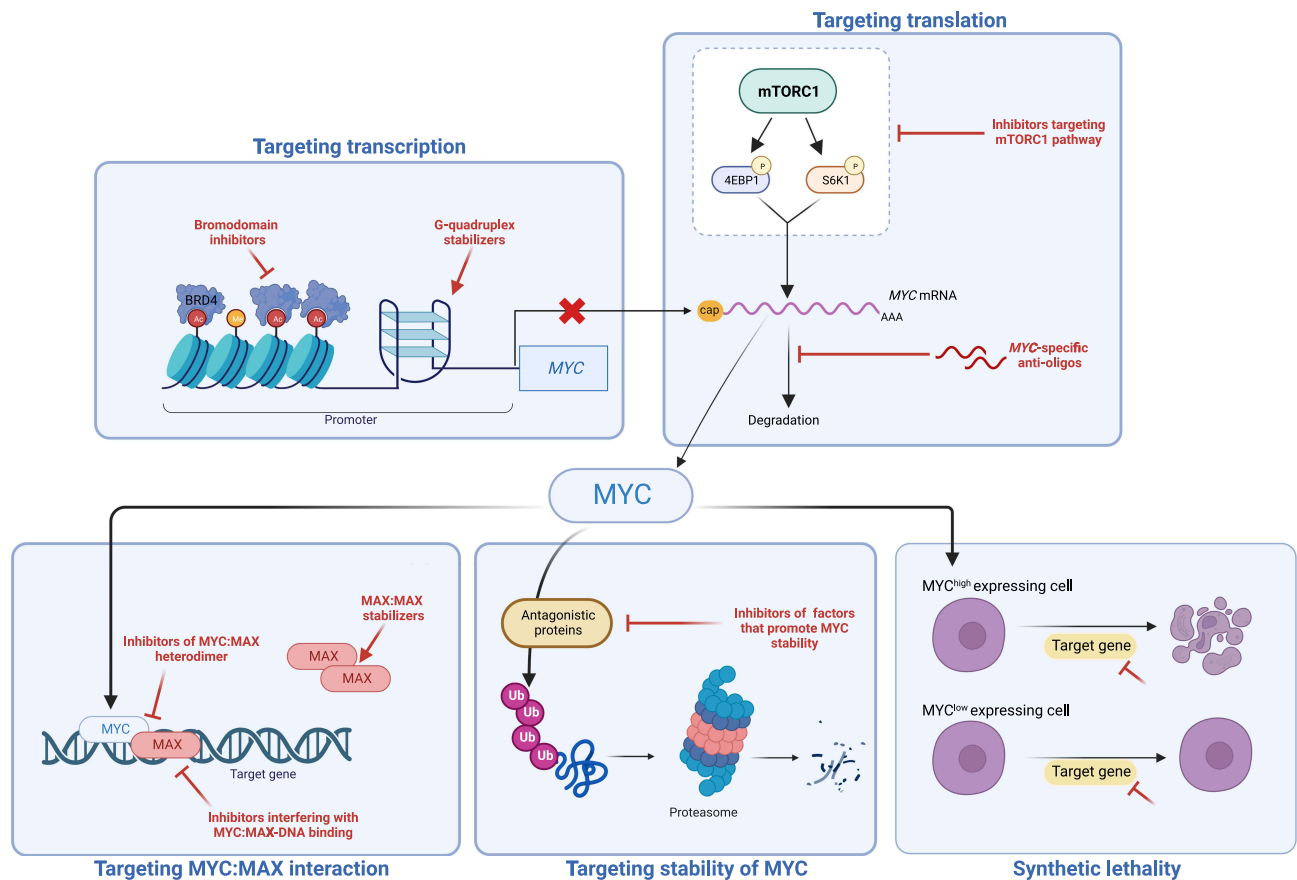 Targeting translation
mTORC1
4EBP1
P
S6K1
P
Inhibitors targeting
mTORC1 pathway
cap
MYC mRNA
AAA
MYC-specific
anti-oligos
Degradation
Targeting transcription
Bromodomain
inhibitors
G-quadruplex
stabilizers
BRD4
Ac
Me
Ac
Ac
MYC
Promoter
MYC
MAX:MAX
stabilizers
Inhibitors of MYC:MAX
heterodimer
MAX
MAX
MYC
MAX
Target gene
Inhibitors interfering with
MYC:MAX-DNA binding
Targeting MYC:MAX interaction
Antagonistic
proteins
Inhibitors of factors
that promote MYC
stability
Ub
Ub
Ub
Ub
Proteasome
Targeting stability of MYC
MYChigh expressing cell
Target gene
MYClow expressing cell
Target gene
Synthetic lethality